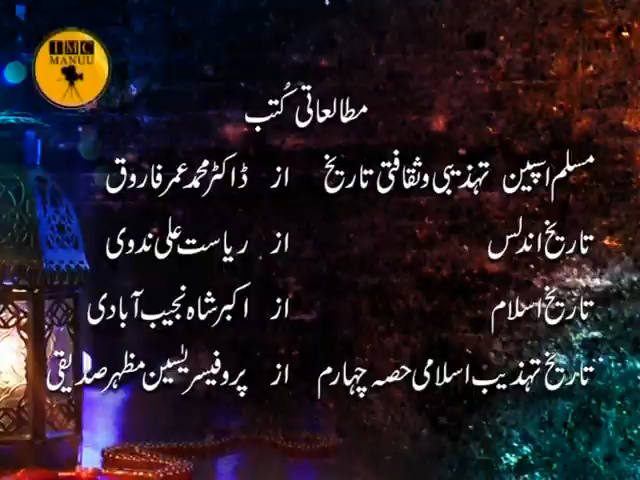 IMC
MANUU
مطالعاتی کُتب
مسلم اسپین تہذیبی و ثقافتی تاریخ از ڈاکٹر محمد عمر فاروق
تاریخ اندلس از ریاست علی ندوی
تاریخ اسلام از اکبر شاہ نجیب آبادی
تاریخ تہذیب اسلامی حصہ چہارم از پروفیسر یٰسین مظہر صدیقی